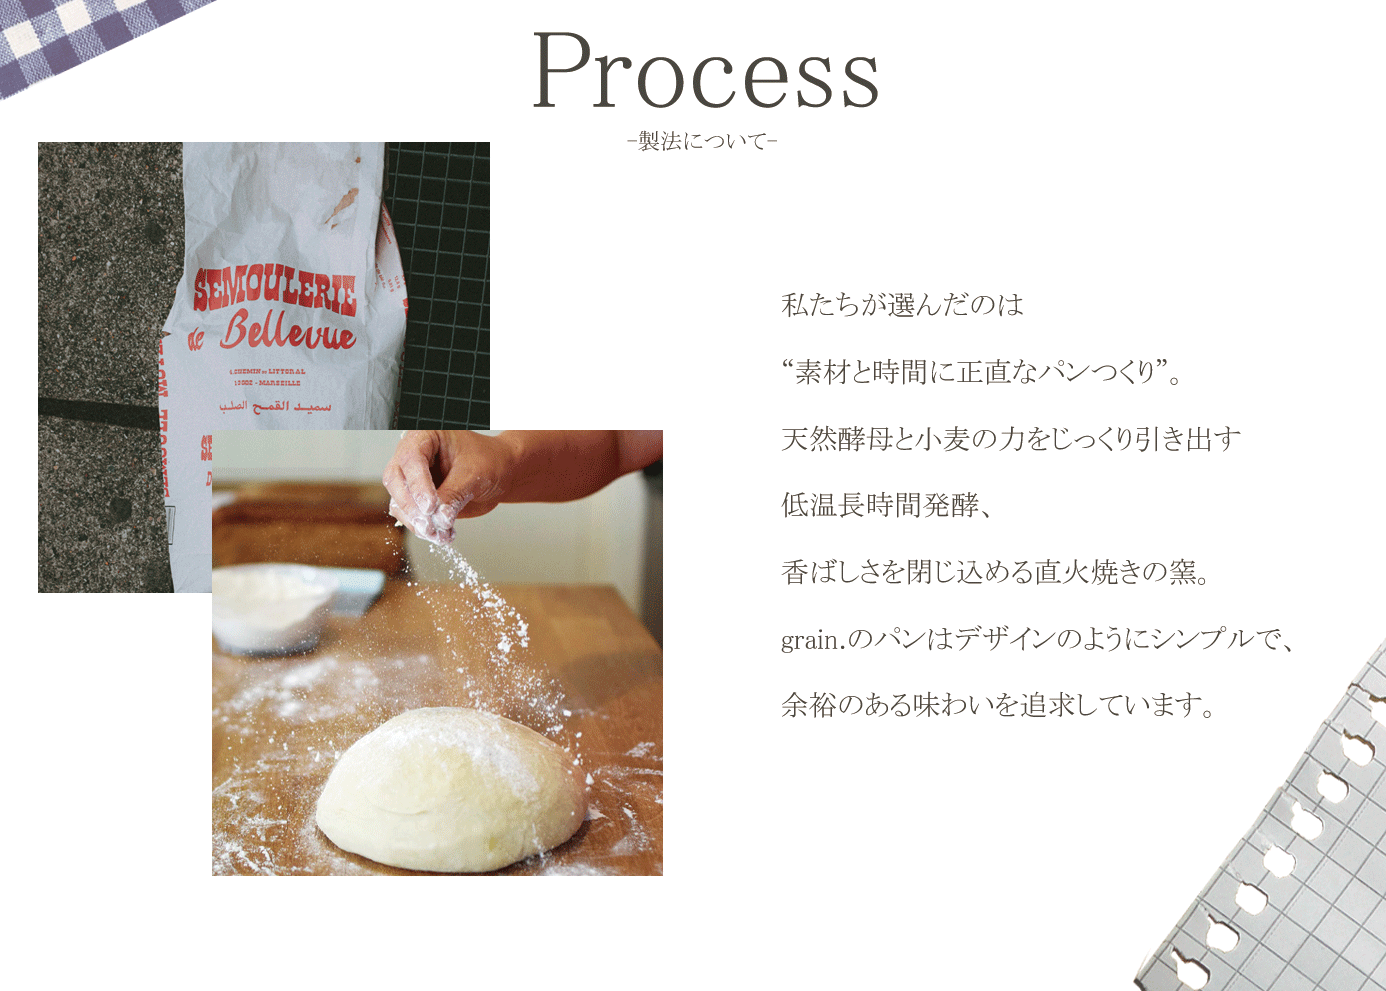 Process
-製法について-
SEMOULERIE
de Bellevue
MARSEILLE
سميد القمح الصلب
私たちが選んだのは
“素材と時間に正直なパンつくり”。
天然酵母と小麦の力をじっくり引き出す
低温長時間発酵、
香ばしさを閉じ込める直火焼きの窯。
grain.のパンはデザインのようにシンプルで、
余裕のある味わいを追求しています。